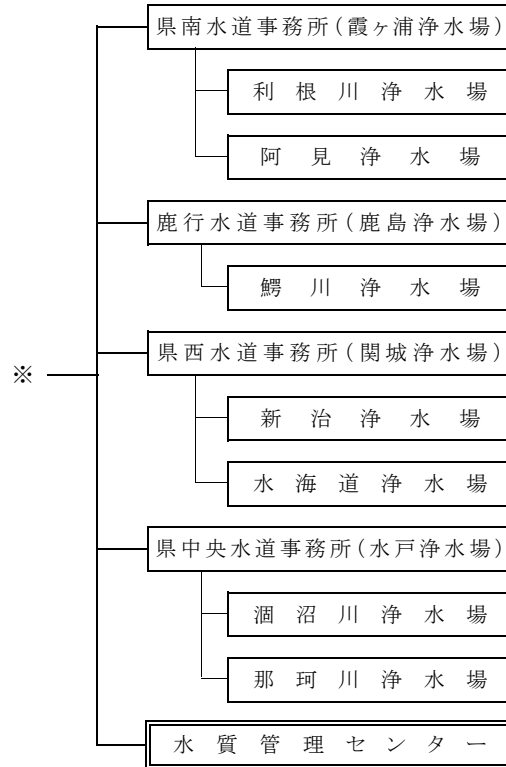 県南水道事務所(霞ヶ浦浄水場)
利根川浄水場
阿見浄水場
鹿行水道事務所(鹿島浄水場)
鰐川浄水場
県西水道事務所(関城浄水場)
※
新治浄水場
水海道浄水場
県中央水道事務所(水戸浄水場)
涸沼川浄水場
那珂川浄水場
水質管理センター